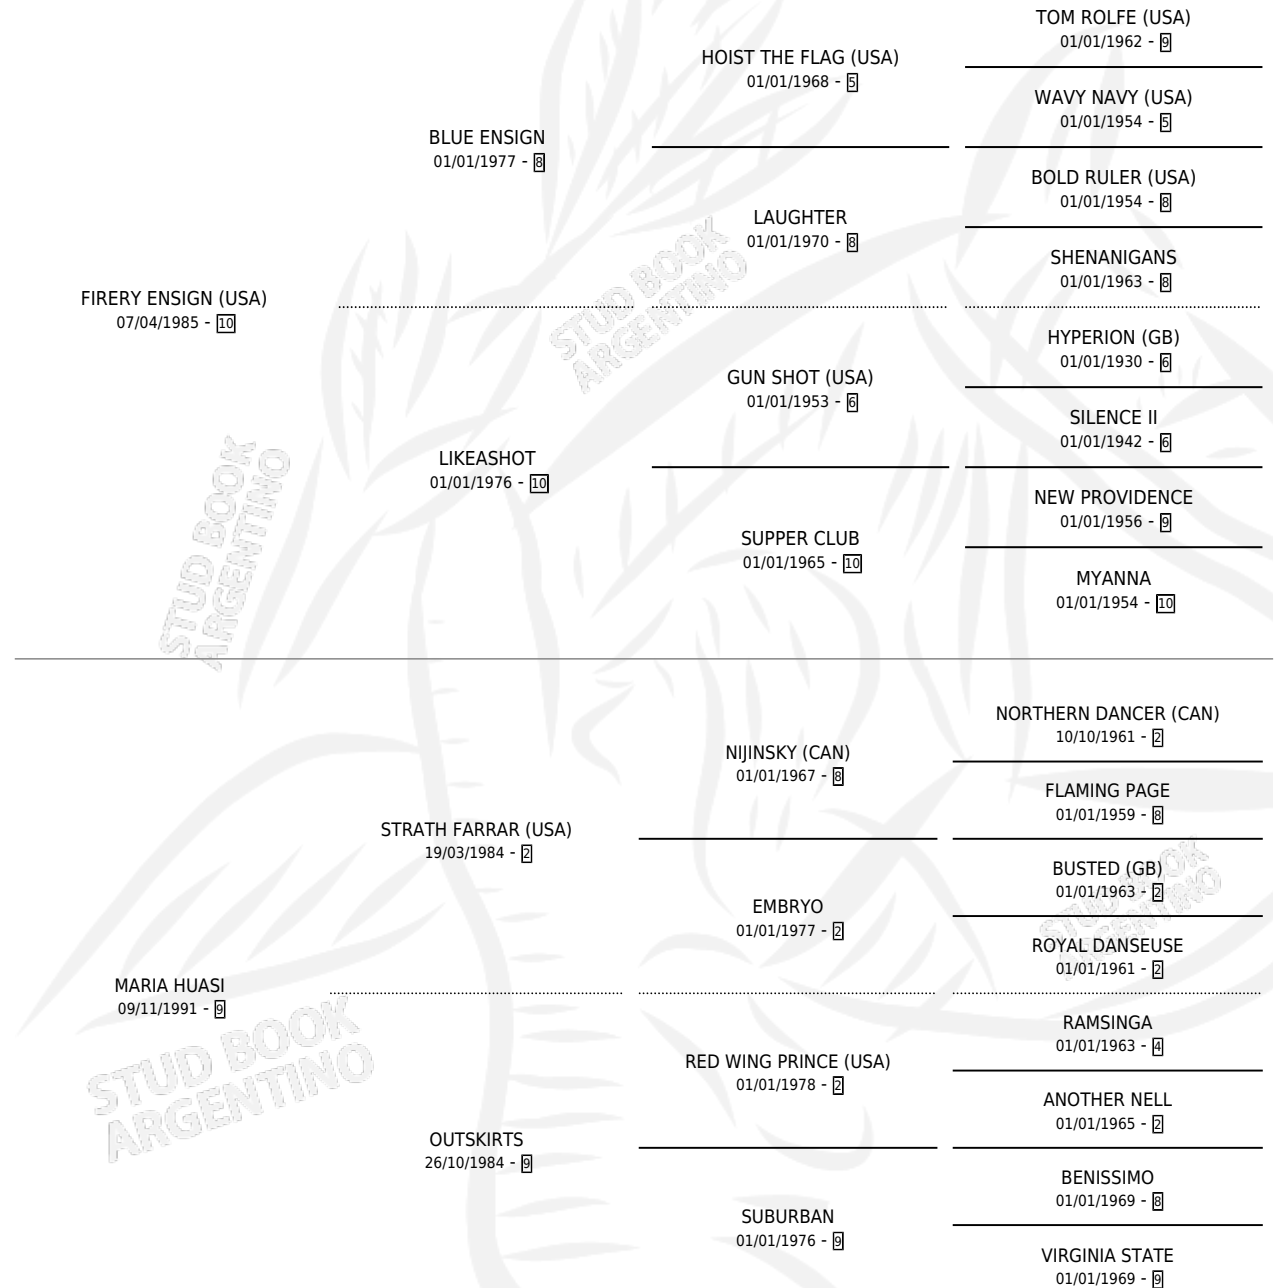 TOM ROLFE (USA)
01/01/1962 - 9
HOIST THE FLAG (USA)
01/01/1968 - 5
WAVY NAVY (USA)
01/01/1954 - 5
BLUE ENSIGN
01/01/1977 - 8
BOLD RULER (USA)
01/01/1954 - 8
LAUGHTER
01/01/1970 - 8
SHENANIGANS
01/01/1963 - 8
FIRERY ENSIGN (USA)
07/04/1985 - 10
HYPERION (GB)
01/01/1930 - 6
GUN SHOT (USA)
01/01/1953 - 6
SILENCE II
01/01/1942 - 6
LIKEASHOT
01/01/1976 - 10
NEW PROVIDENCE
01/01/1956 - 9
SUPPER CLUB
01/01/1965 - 10
MYANNA
01/01/1954 - 10
NORTHERN DANCER (CAN)
10/10/1961 - 2
NIJINSKY (CAN)
01/01/1967 - 8
FLAMING PAGE
01/01/1959 - 8
STRATH FARRAR (USA)
19/03/1984 - 2
BUSTED (GB)
01/01/1963 - 2
EMBRYO
01/01/1977 - 2
ROYAL DANSEUSE
01/01/1961 - 2
MARIA HUASI
09/11/1991 - 9
RAMSINGA
01/01/1963 - 4
RED WING PRINCE (USA)
01/01/1978 - 2
ANOTHER NELL
01/01/1965 - 2
OUTSKIRTS
26/10/1984 - 9
BENISSIMO
01/01/1969 - 8
SUBURBAN
01/01/1976 - 9
VIRGINIA STATE
01/01/1969 - 9
STUD BOOK
ARGENTINO
STUD BOOK
ARGENTINO
STUD BOOK
ARGENTINO
STUD BOOK
ARGENTINO